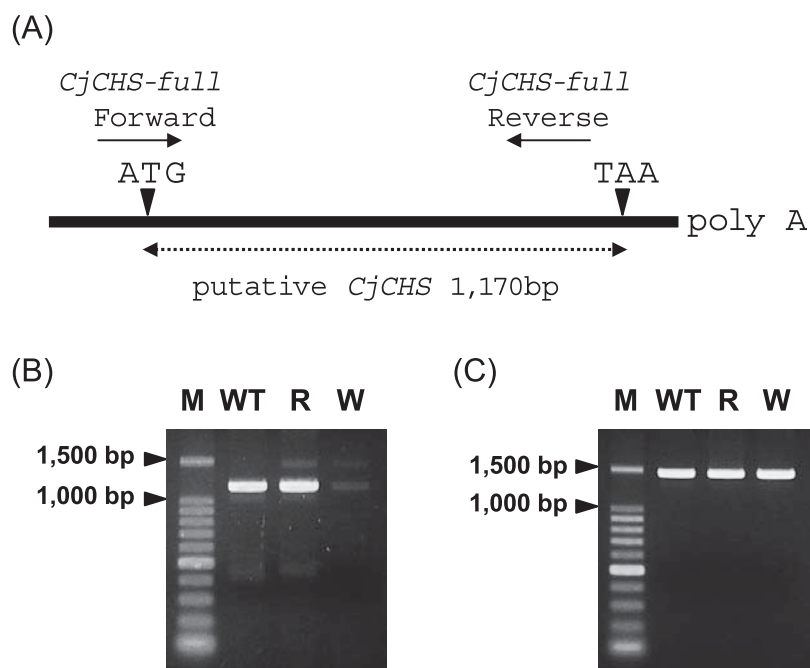 (A)
CjCHS-full
Forward
CjCHS-full
Reverse
ATG
TAA
poly A
putative CjCHS 1,170bp
(B)
M WT R W
1,500 bp
1,000 bp
(C)
M WT R W
1,500 bp
1,000 bp